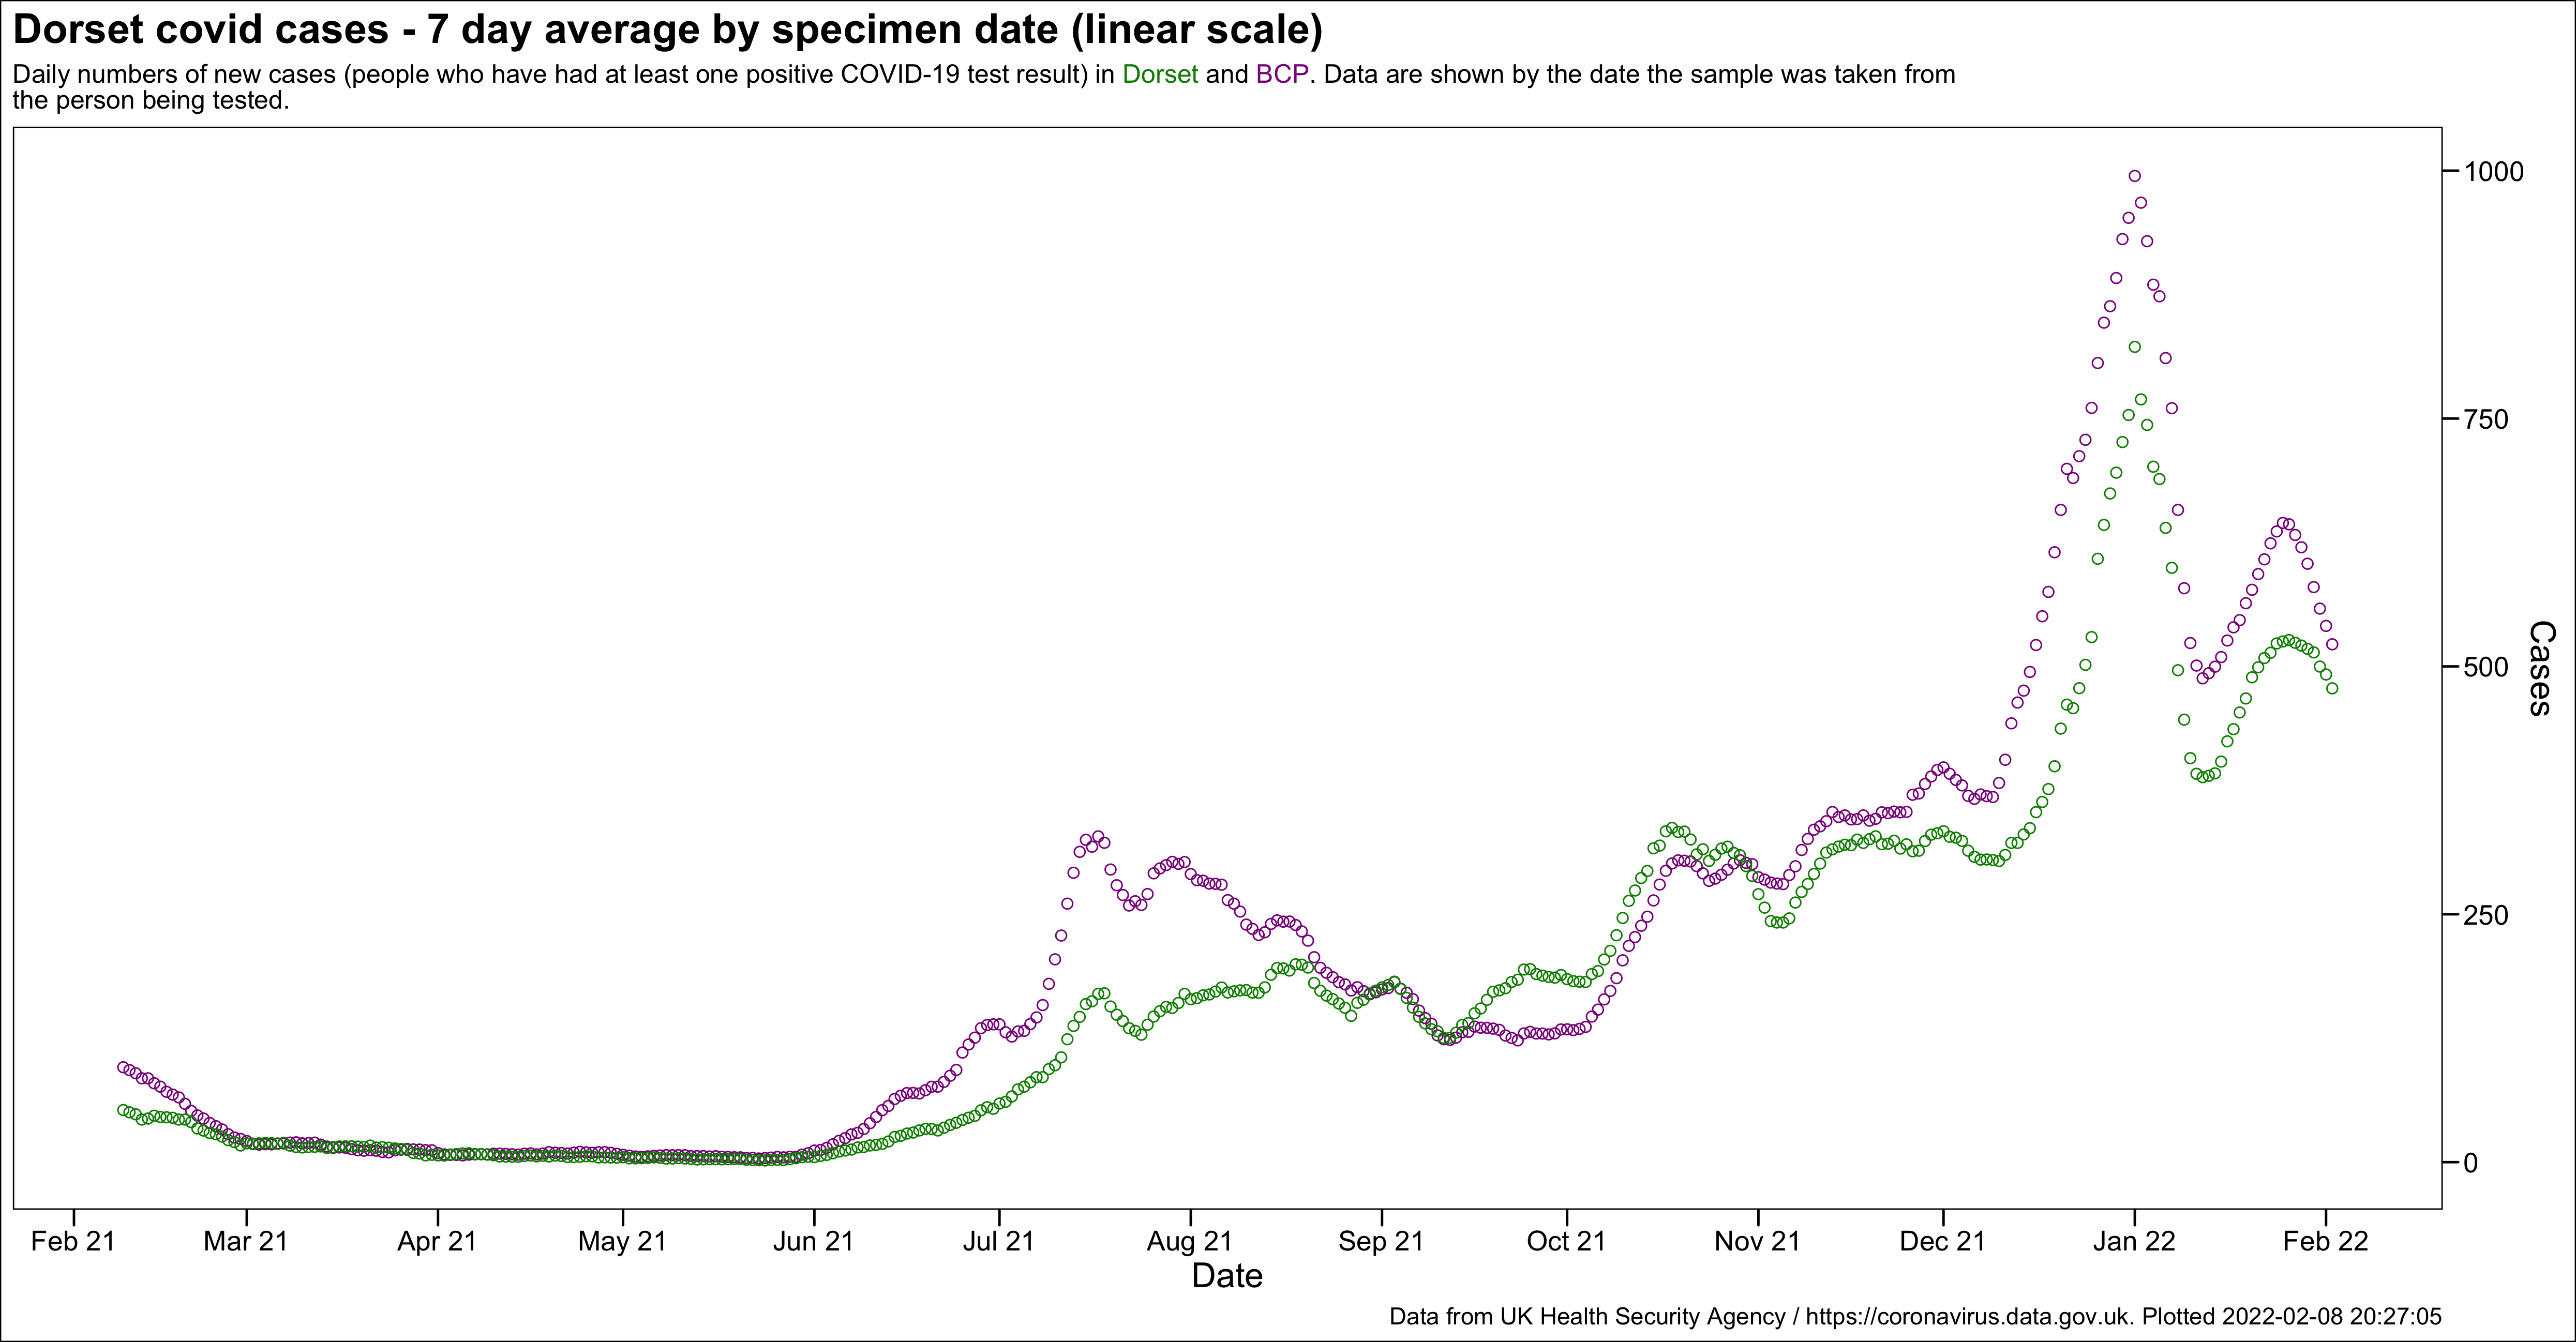 Dorset covid cases - 7 day average by specimen date (linear scale)
Daily numbers of new cases (people who have had at least one positive COVID-19 test result) in Dorset and BCP. Data are shown by the date the sample was taken from
the person being tested.
1000
750
500
250
0
Cases
Feb 21 Mar 21 Apr 21 May 21 Jun 21 Jul 21 Aug 21 Sep 21 Oct 21 Nov 21 Dec 21 Jan 22 Feb 22
Date
Data from UK Health Security Agency / https://coronavirus.data.gov.uk. Plotted 2022-02-08 20:27:05